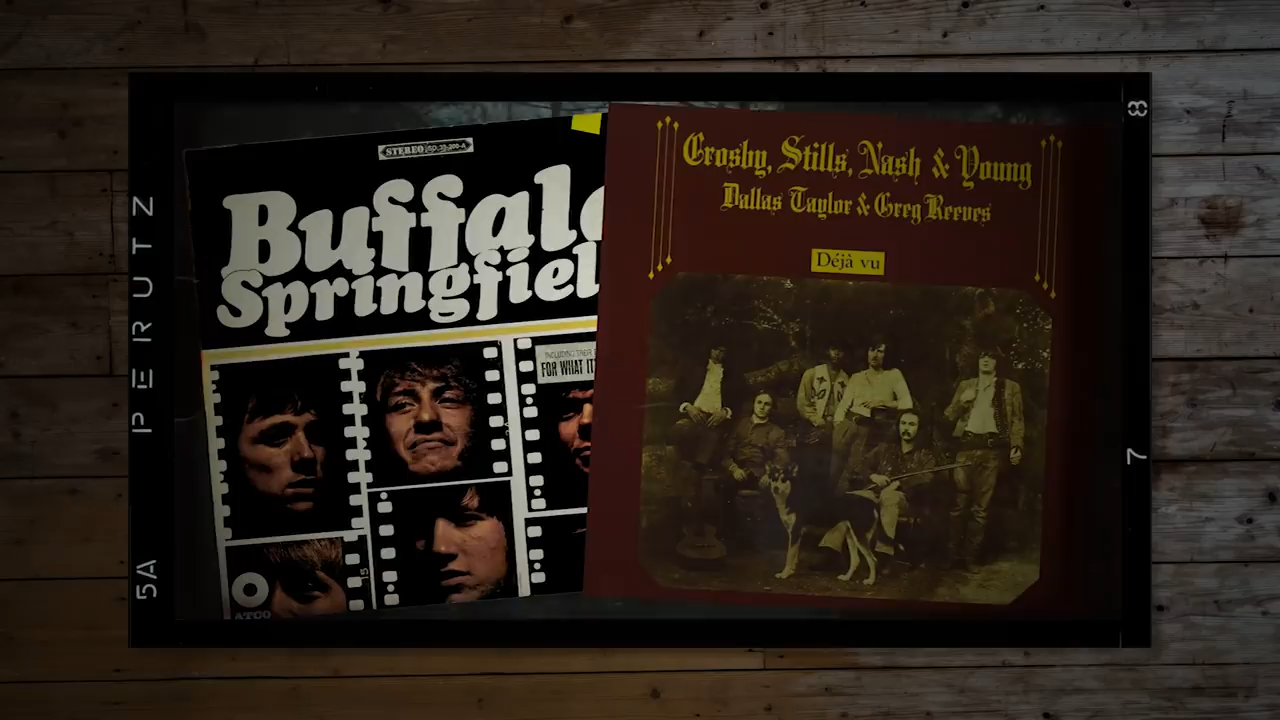 STEREO
Buffalo
Springfiel
FOR WHAT IT
ATCO
Crosby, Stills, Nash & Young
Dallas Taylor & Greg Reeves
Déjà vu
PERUTZ
5A
8
7